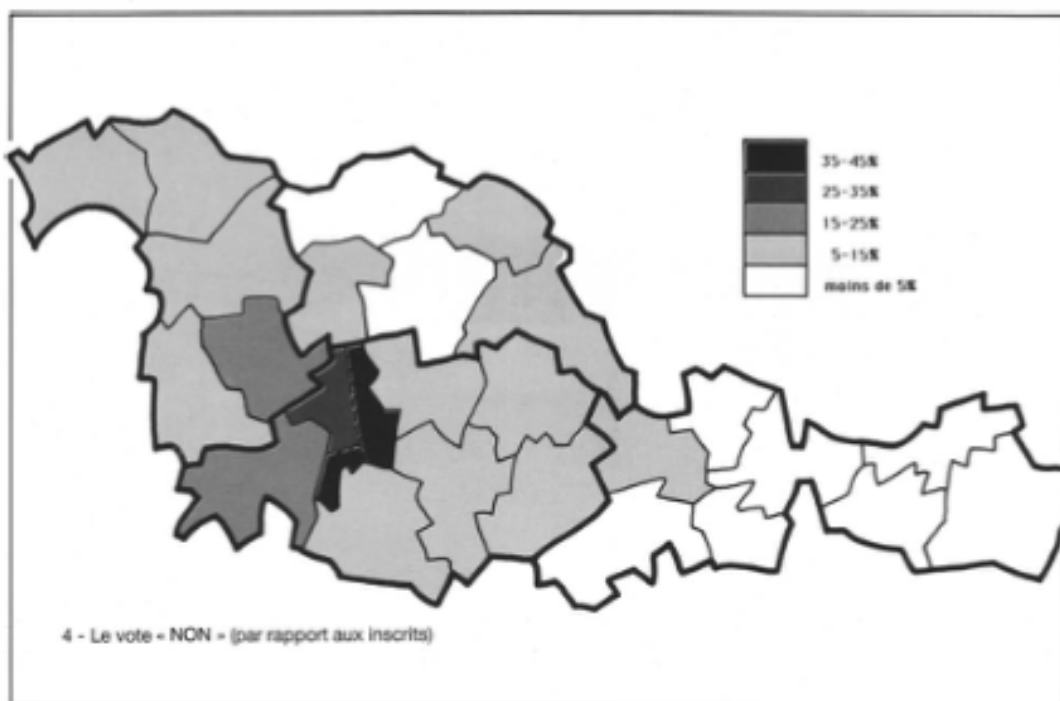 35-45%
25-35%
15-25%
5-15%
moins de 5%
4 - Le vote « NON » (par rapport aux inscrits)